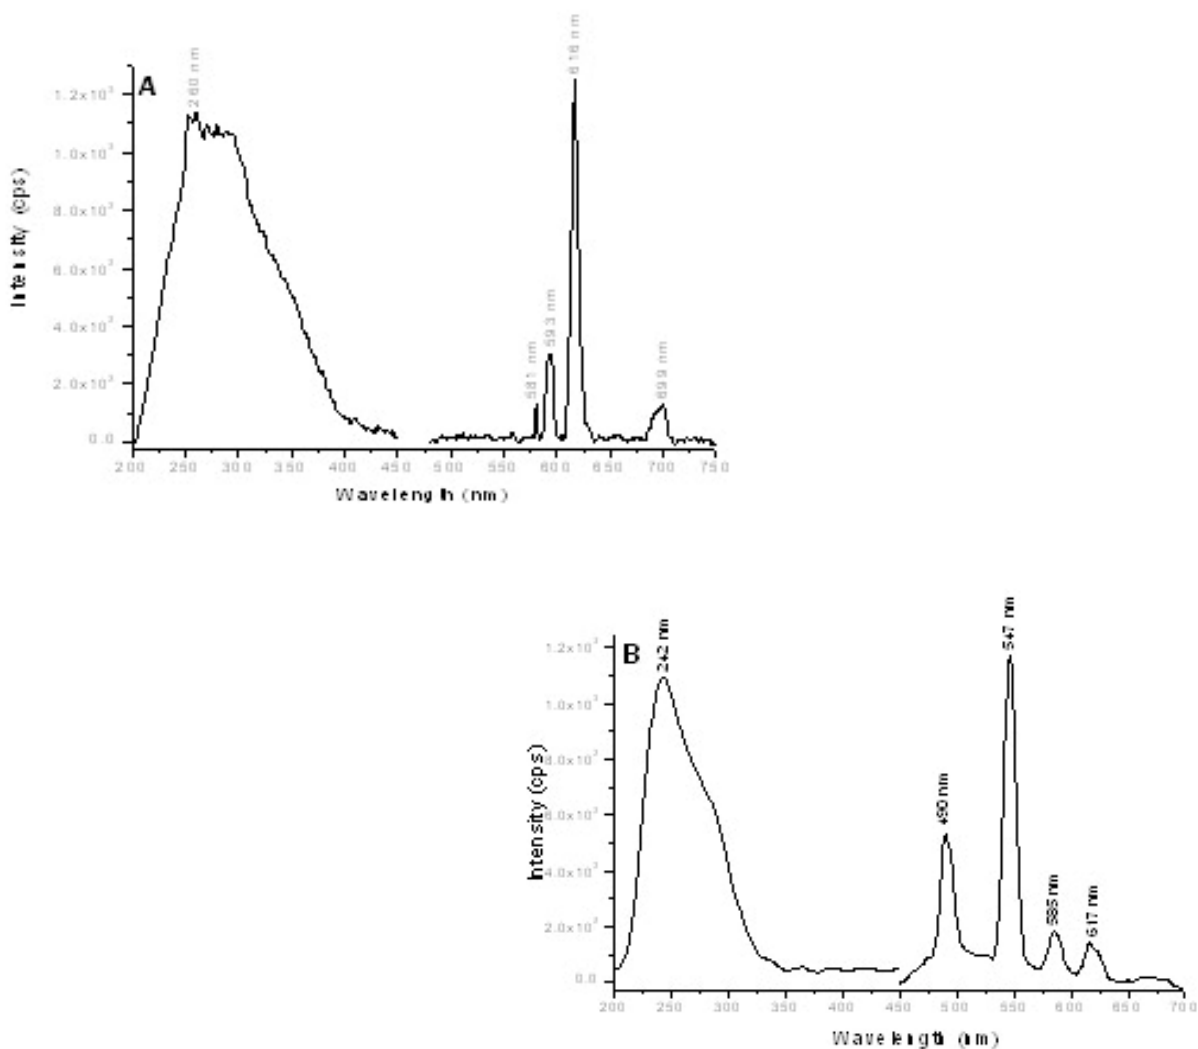 A
260 nm
581 nm
593 nm
616 nm
699 nm
1.2x10³
1.0x10³
8.0x10²
6.0x10²
4.0x10²
2.0x10²
0.0
Intensity (cps)
200 250 300 350 400 450 500 550 600 650 700 750
Wavelength (nm)
B
242 nm
490 nm
547 nm
585 nm
617 nm
1.2x10³
1.0x10³
8.0x10²
6.0x10²
4.0x10²
2.0x10²
0.0
Intensity (cps)
200 250 300 350 400 450 500 550 600 650 700
Wavelength (nm)